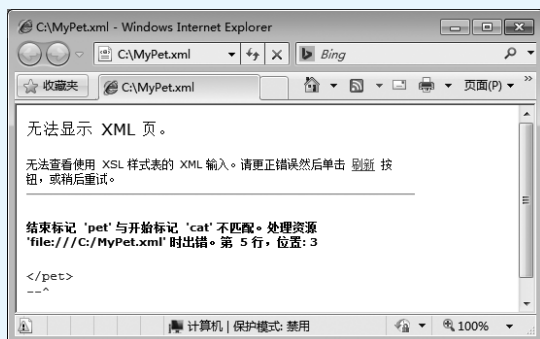 C:\MyPet.xml - Windows Internet Explorer
C:\MyPet.xml
Bing
收藏夹
C:\MyPet.xml
页面(P)
无法显示 XML 页。
无法查看使用 XSL 样式表的 XML 输入。请更正错误然后单击 刷新 按
钮，或稍后重试。
结束标记 'pet' 与开始标记 'cat' 不匹配。处理资源
'file:///C:/MyPet.xml' 时出错。第 5 行，位置: 3
</pet>
--^
计算机 | 保护模式: 禁用
100%